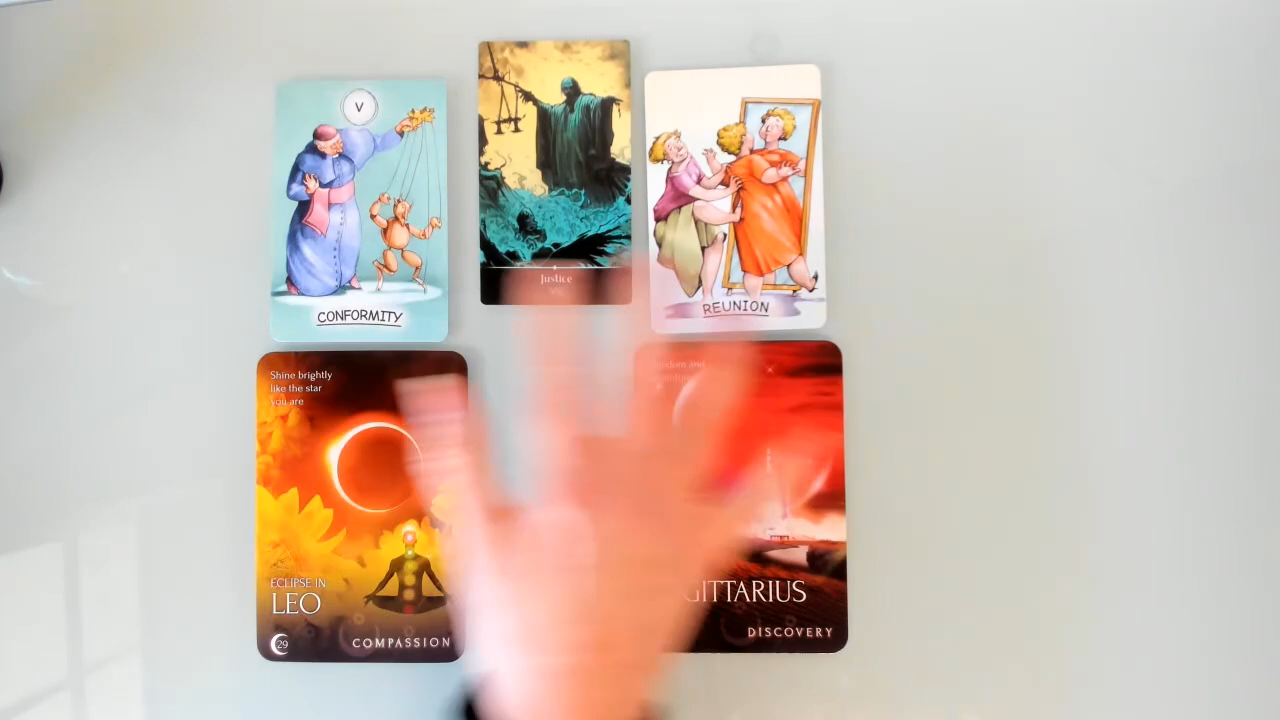 V
CONFORMITY
Justice
REUNION
Shine brightly
like the star
you are
ECLIPSE IN
LEO
29
COMPASSION
GITTARIUS
DISCOVERY